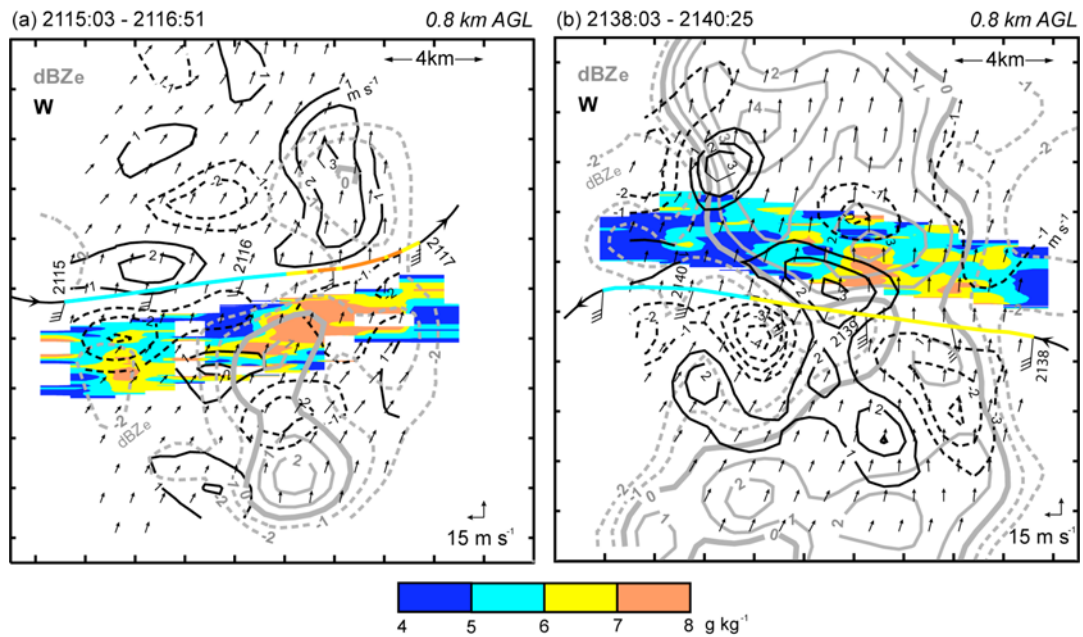 (a) 2115:03 - 2116:51 0.8 km AGL
(b) 2138:03 - 2140:25 0.8 km AGL
dBZe
W
4km
m s⁻¹
2115
2116
2117
dBZe
15 m s⁻¹
dBZe
W
4km
dBZe
m s⁻¹
2140
2139
2138
15 m s⁻¹
4 5 6 7 8 g kg⁻¹